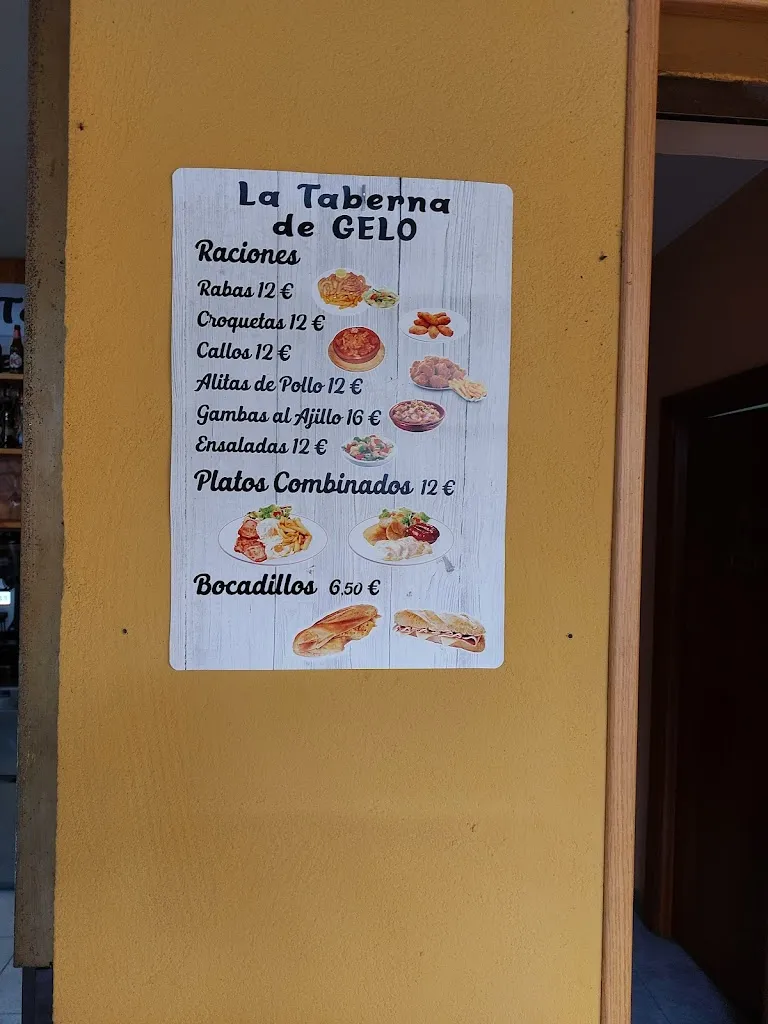 La Taberna
de GELO
Raciones
Rabas 12 €
Croquetas 12 €
Callos 12 €
Alitas de Pollo 12 €
Gambas al Ajillo 16 €
Ensaladas 12 €
Platos Combinados 12 €
Bocadillos 6,50 €